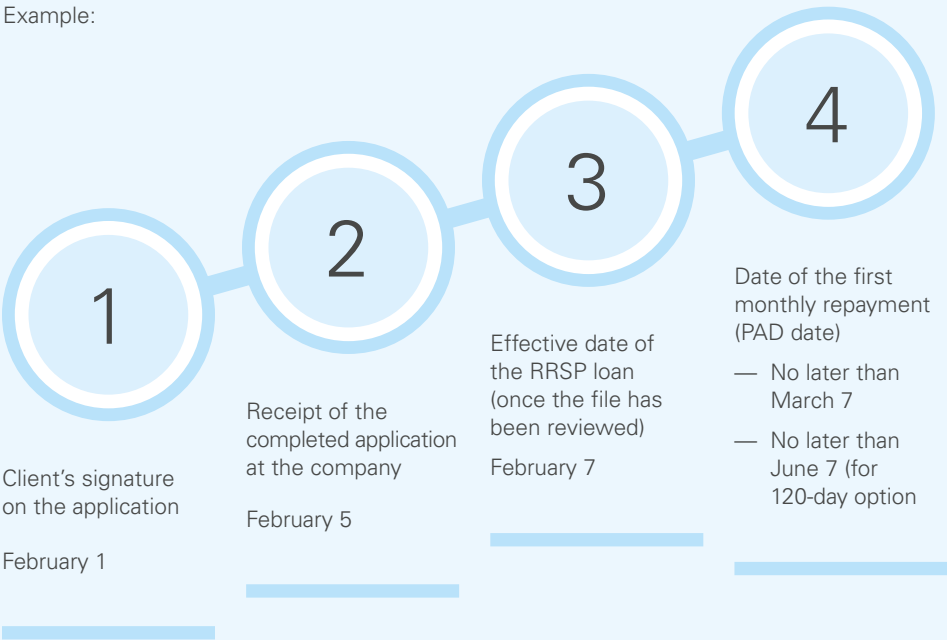 Example:
1
Client's signature
on the application
February 1
2
Receipt of the
completed application
at the company
February 5
3
Effective date of
the RRSP loan
(once the file has
been reviewed)
February 7
4
Date of the first
monthly repayment
(PAD date)
— No later than
March 7
— No later than
June 7 (for
120-day option